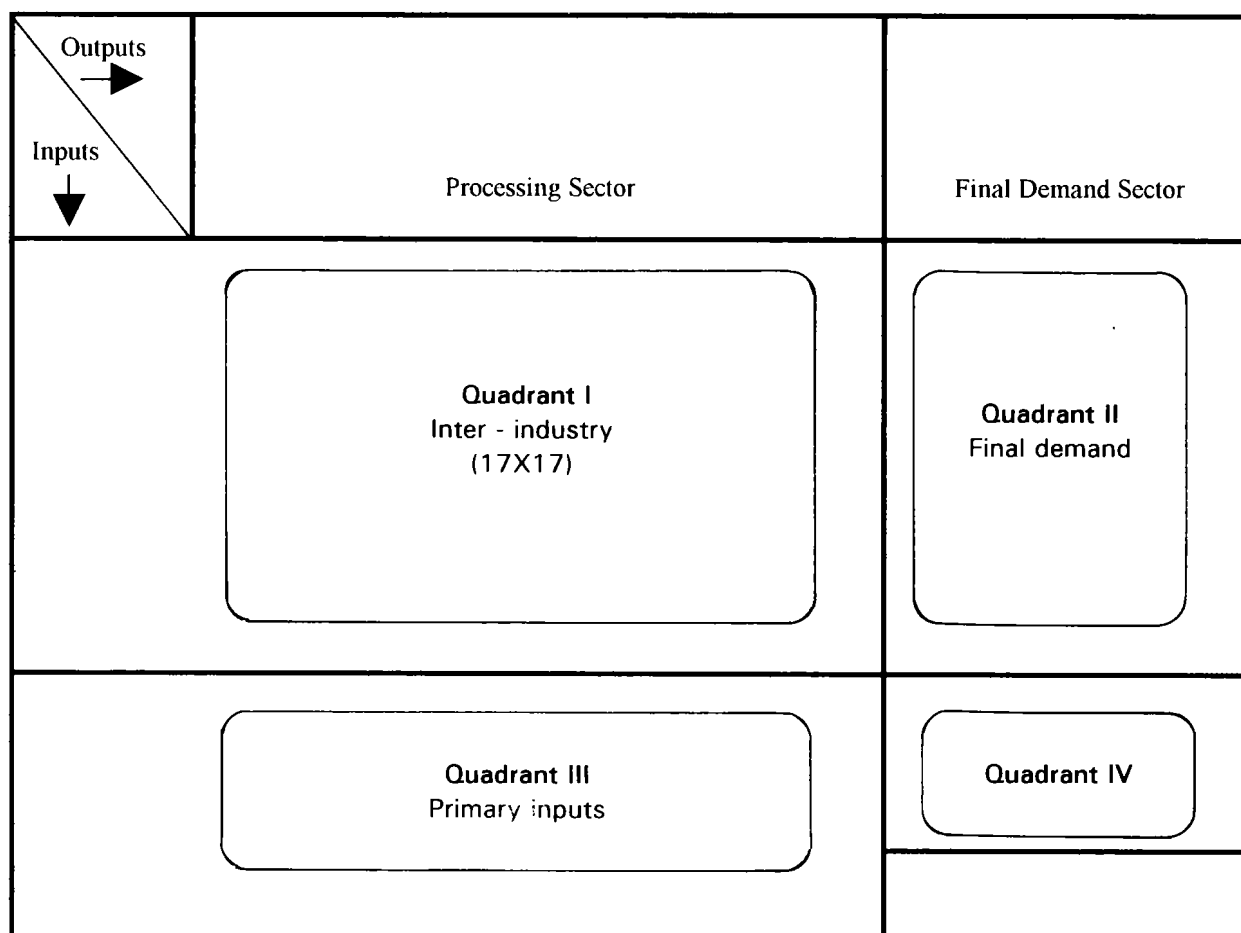 Outputs
Inputs
Processing Sector
Final Demand Sector
Quadrant I
Inter - industry
(17X17)
Quadrant II
Final demand
Quadrant III
Primary inputs
Quadrant IV